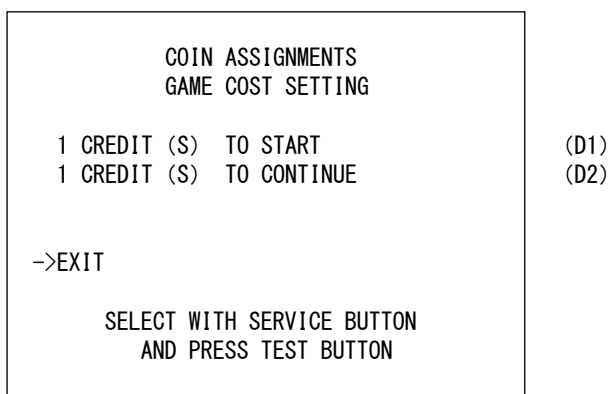 COIN ASSIGNMENTS
GAME COST SETTING
1 CREDIT (S) TO START (D1)
1 CREDIT (S) TO CONTINUE (D2)
->EXIT
SELECT WITH SERVICE BUTTON
AND PRESS TEST BUTTON